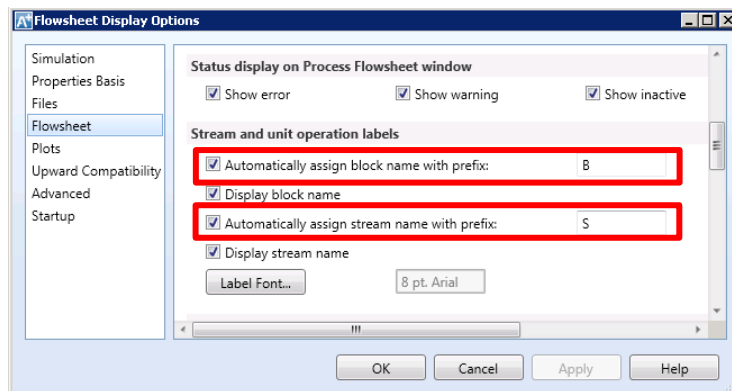 A+ Flowsheet Display Options
Simulation
Properties Basis
Files
Flowsheet
Plots
Upward Compatibility
Advanced
Startup
Status display on Process Flowsheet window
Show error Show warning Show inactive
Stream and unit operation labels
Automatically assign block name with prefix: B
Display block name
Automatically assign stream name with prefix: S
Display stream name
Label Font... 8 pt. Arial
OK Cancel Apply Help